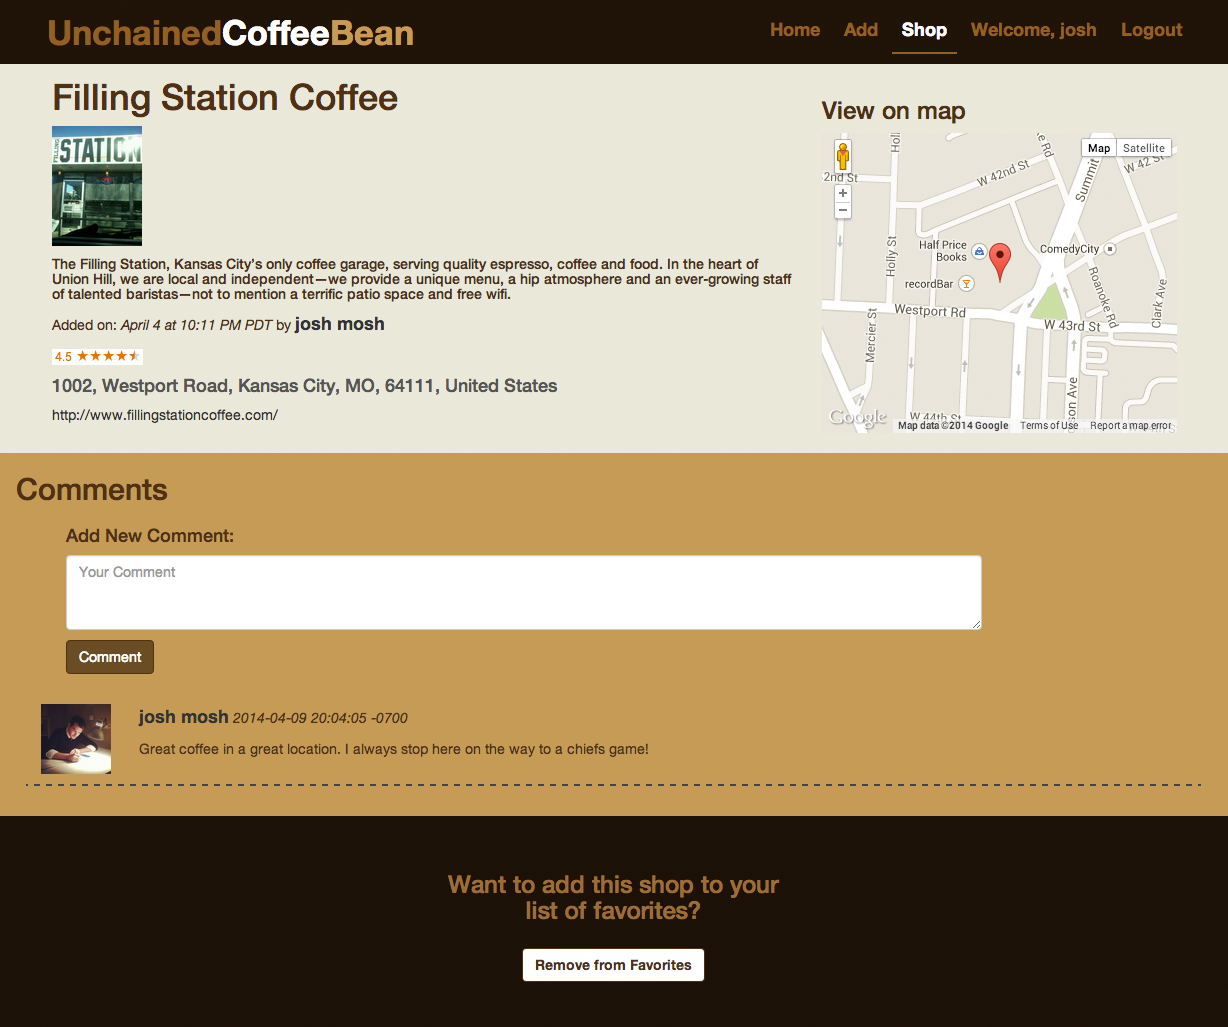 UnchainedCoffeeBean
Home Add Shop Welcome, josh Logout
Filling Station Coffee
FILLING STATION
The Filling Station, Kansas City's only coffee garage, serving quality espresso, coffee and food. In the heart of
Union Hill, we are local and independent—we provide a unique menu, a hip atmosphere and an ever-growing staff
of talented baristas—not to mention a terrific patio space and free wifi.
Added on: April 4 at 10:11 PM PDT by josh mosh
4.5
1002, Westport Road, Kansas City, MO, 64111, United States
http://www.fillingstationcoffee.com/
View on map
Map Satellite
+
−
2nd St
W 42nd St
W 42 St
Summit
Holly St
Half Price
Books
ComedyCity
recordBar
Westport Rd
W 43rd St
Roanoke Rd
Clark Ave
Mercier St
W 44th St
Google
Map data ©2014 Google Terms of Use Report a map error
Comments
Add New Comment:
Your Comment
Comment
josh mosh 2014-04-09 20:04:05 -0700
Great coffee in a great location. I always stop here on the way to a chiefs game!
Want to add this shop to your
list of favorites?
Remove from Favorites